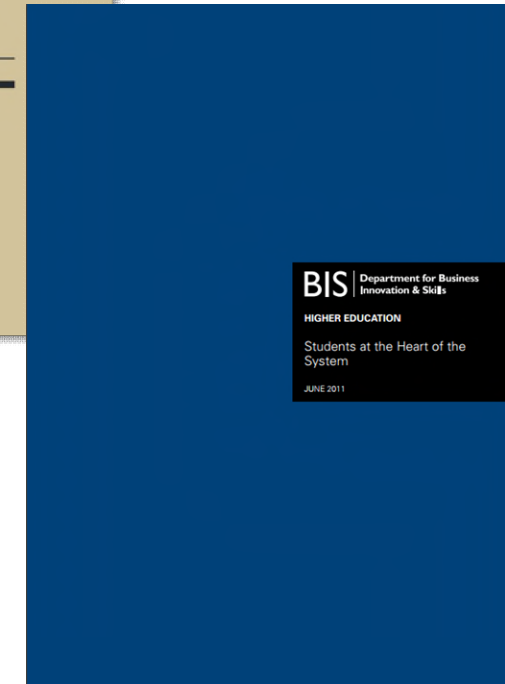 BIS Department for Business
Innovation & Skills
HIGHER EDUCATION
Students at the Heart of the
System
JUNE 2011